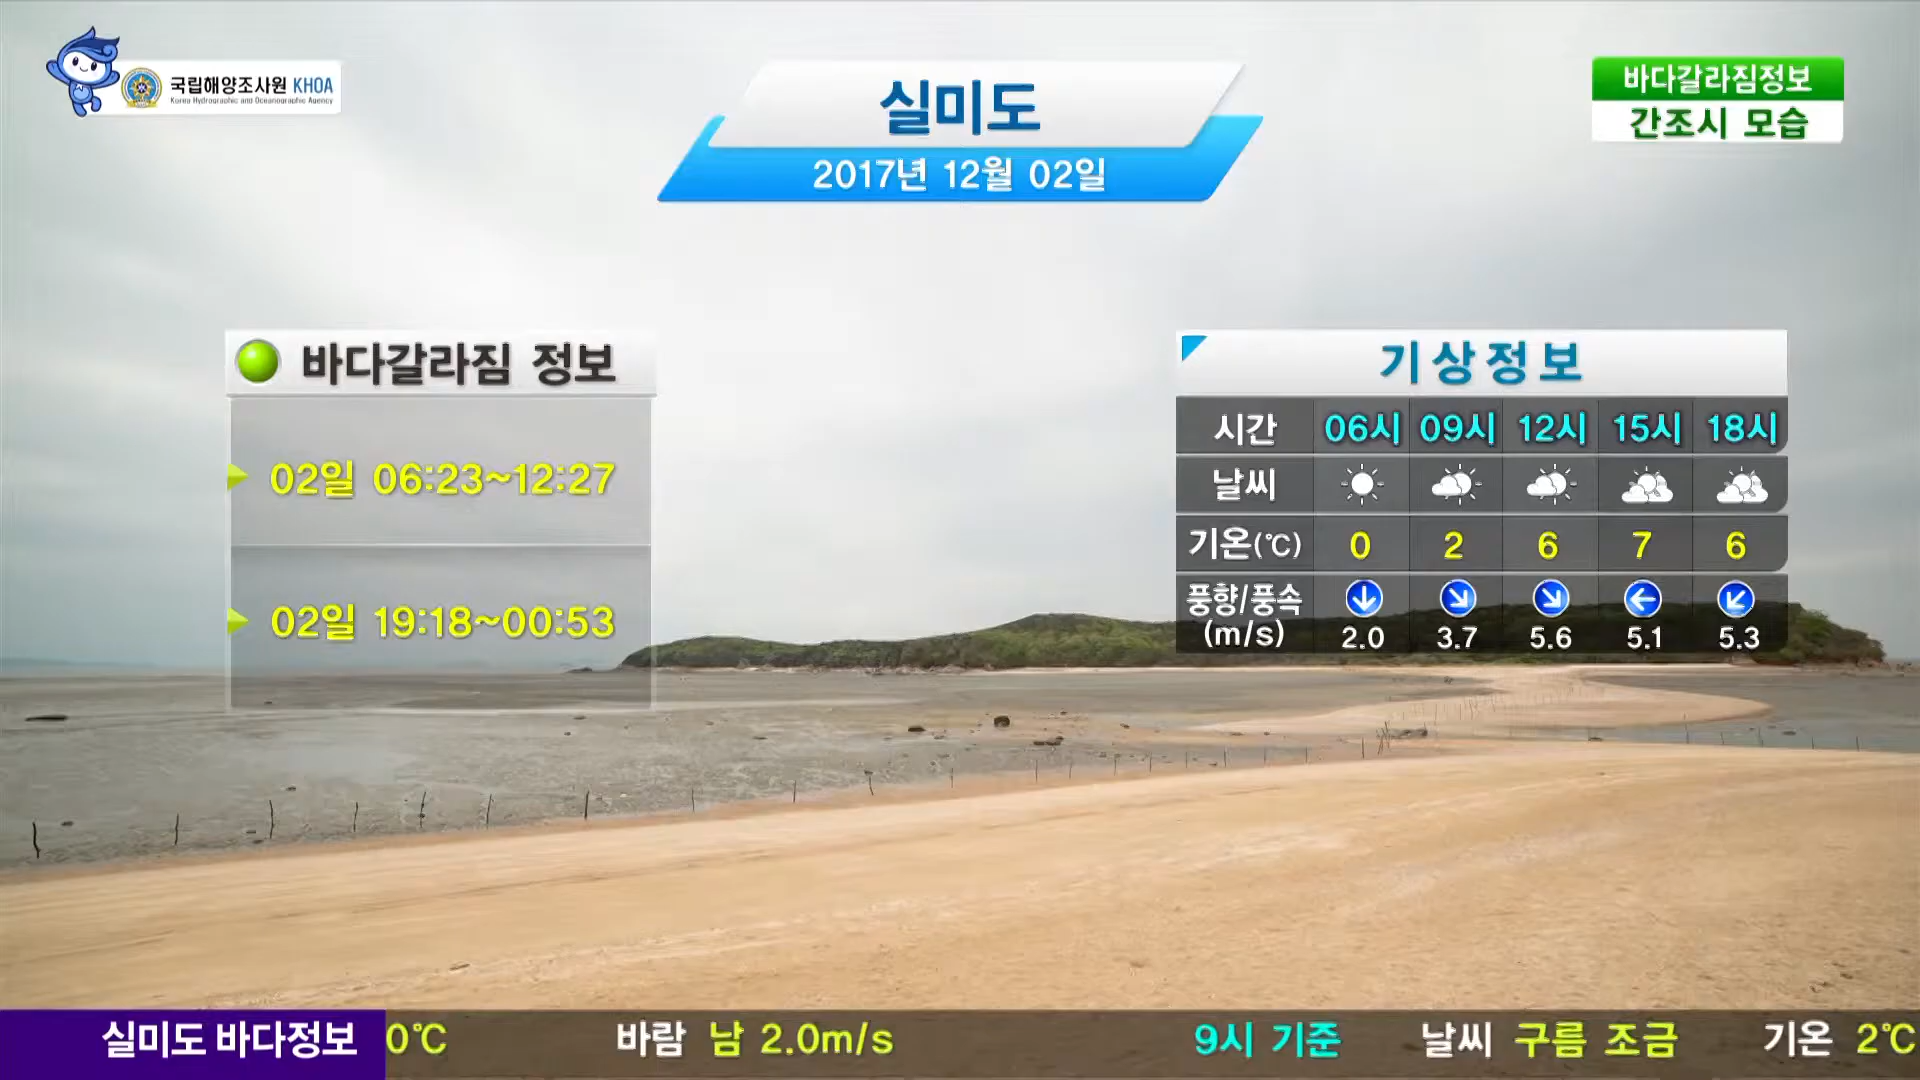 국립해양조사원 KHOA
Korea Hydrographic and Oceanographic Agency
실미도
2017년 12월 02일
바다갈라짐정보
간조시 모습
바다갈라짐 정보
02일 06:23~12:27
02일 19:18~00:53
기상정보
시간 06시 09시 12시 15시 18시
날씨
기온(℃) 0 2 6 7 6
풍향/풍속
(m/s) 2.0 3.7 5.6 5.1 5.3
실미도 바다정보 0℃ 바람 남 2.0m/s 9시 기준 날씨 구름 조금 기온 2℃